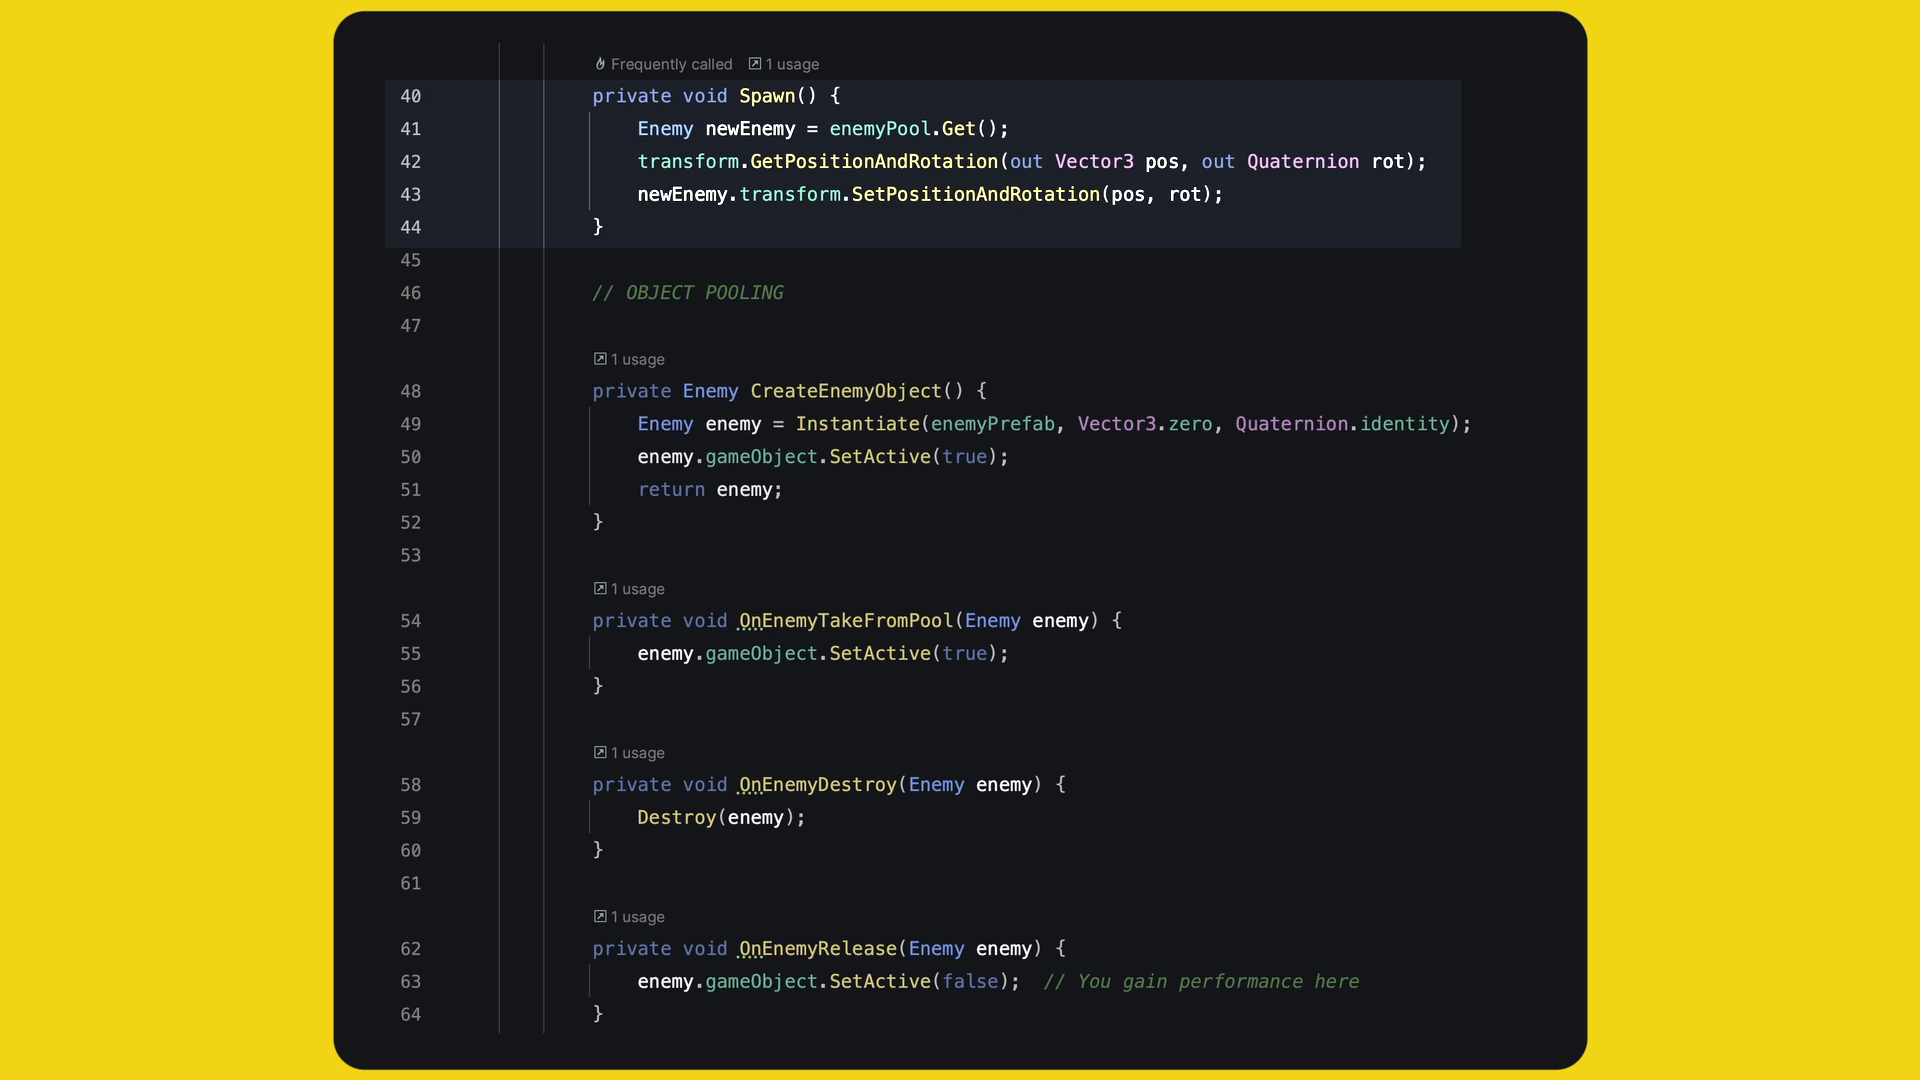 Frequently called 1 usage
40 private void Spawn() {
41 Enemy newEnemy = enemyPool.Get();
42 transform.GetPositionAndRotation(out Vector3 pos, out Quaternion rot);
43 newEnemy.transform.SetPositionAndRotation(pos, rot);
44 }
45
46 // OBJECT POOLING
47
1 usage
48 private Enemy CreateEnemyObject() {
49 Enemy enemy = Instantiate(enemyPrefab, Vector3.zero, Quaternion.identity);
50 enemy.gameObject.SetActive(true);
51 return enemy;
52 }
53
1 usage
54 private void OnEnemyTakeFromPool(Enemy enemy) {
55 enemy.gameObject.SetActive(true);
56 }
57
1 usage
58 private void OnEnemyDestroy(Enemy enemy) {
59 Destroy(enemy);
60 }
61
1 usage
62 private void OnEnemyRelease(Enemy enemy) {
63 enemy.gameObject.SetActive(false); // You gain performance here
64 }